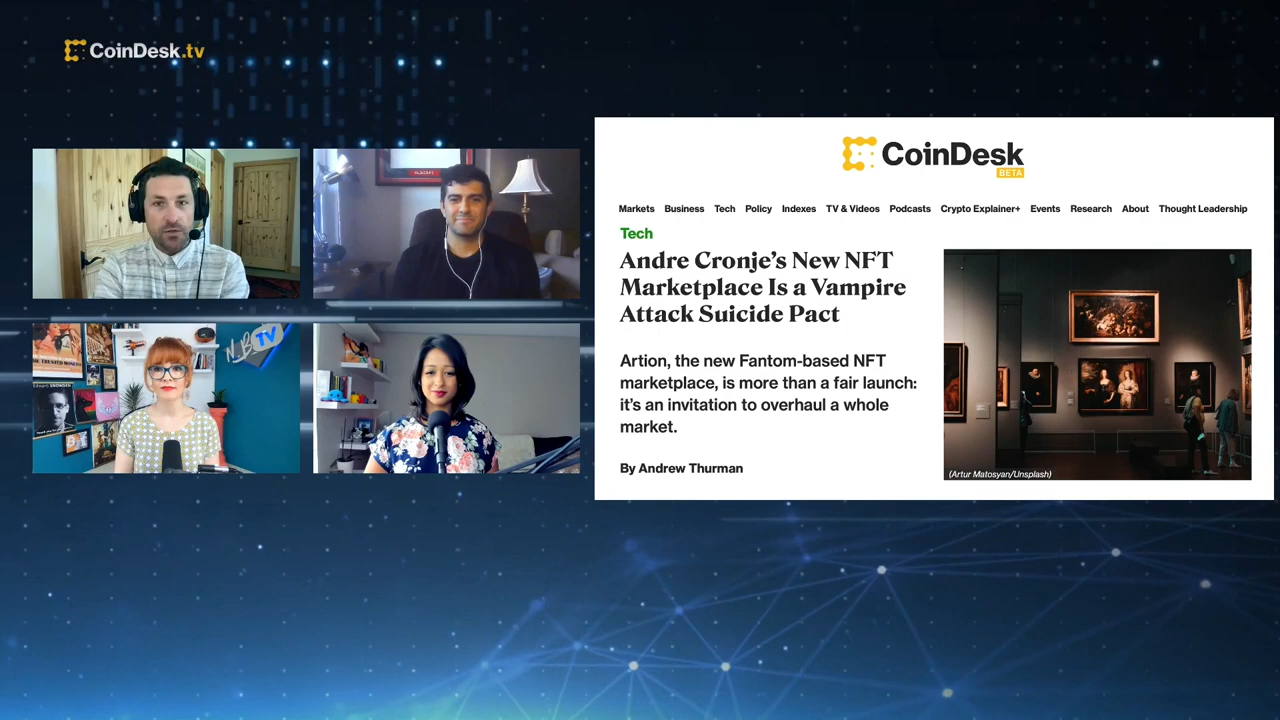 CoinDesk.tv
NBTV
CoinDesk
BETA
Markets Business Tech Policy Indexes TV & Videos Podcasts Crypto Explainer+ Events Research About Thought Leadership
Tech
Andre Cronje’s New NFT
Marketplace Is a Vampire
Attack Suicide Pact
Artion, the new Fantom-based NFT
marketplace, is more than a fair launch:
it’s an invitation to overhaul a whole
market.
By Andrew Thurman
(Artur Matosyan/Unsplash)